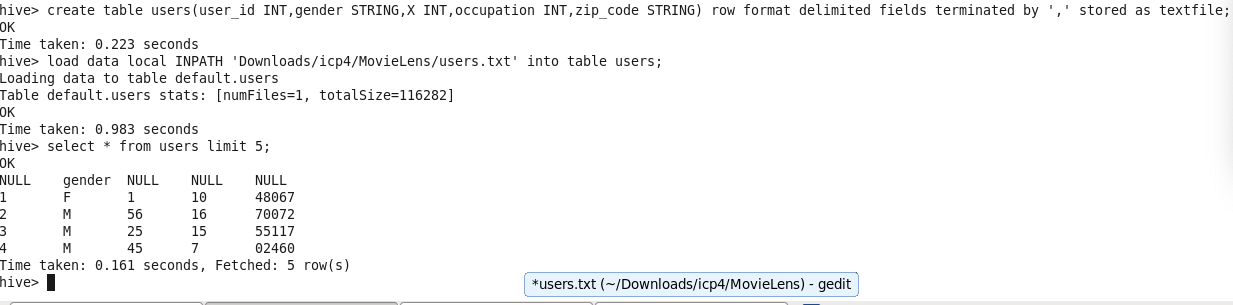 hive> create table users(user_id INT,gender STRING,X INT,occupation INT,zip_code STRING) row format delimited fields terminated by ',' stored as textfile;
OK
Time taken: 0.223 seconds
hive> load data local INPATH 'Downloads/icp4/MovieLens/users.txt' into table users;
Loading data to table default.users
Table default.users stats: [numFiles=1, totalSize=116282]
OK
Time taken: 0.983 seconds
hive> select * from users limit 5;
OK
NULL    gender  NULL    NULL    NULL
1       F       1       10      48067
2       M       56      16      70072
3       M       25      15      55117
4       M       45      7       02460
Time taken: 0.161 seconds, Fetched: 5 row(s)
hive>
*users.txt (~/Downloads/icp4/MovieLens) - gedit